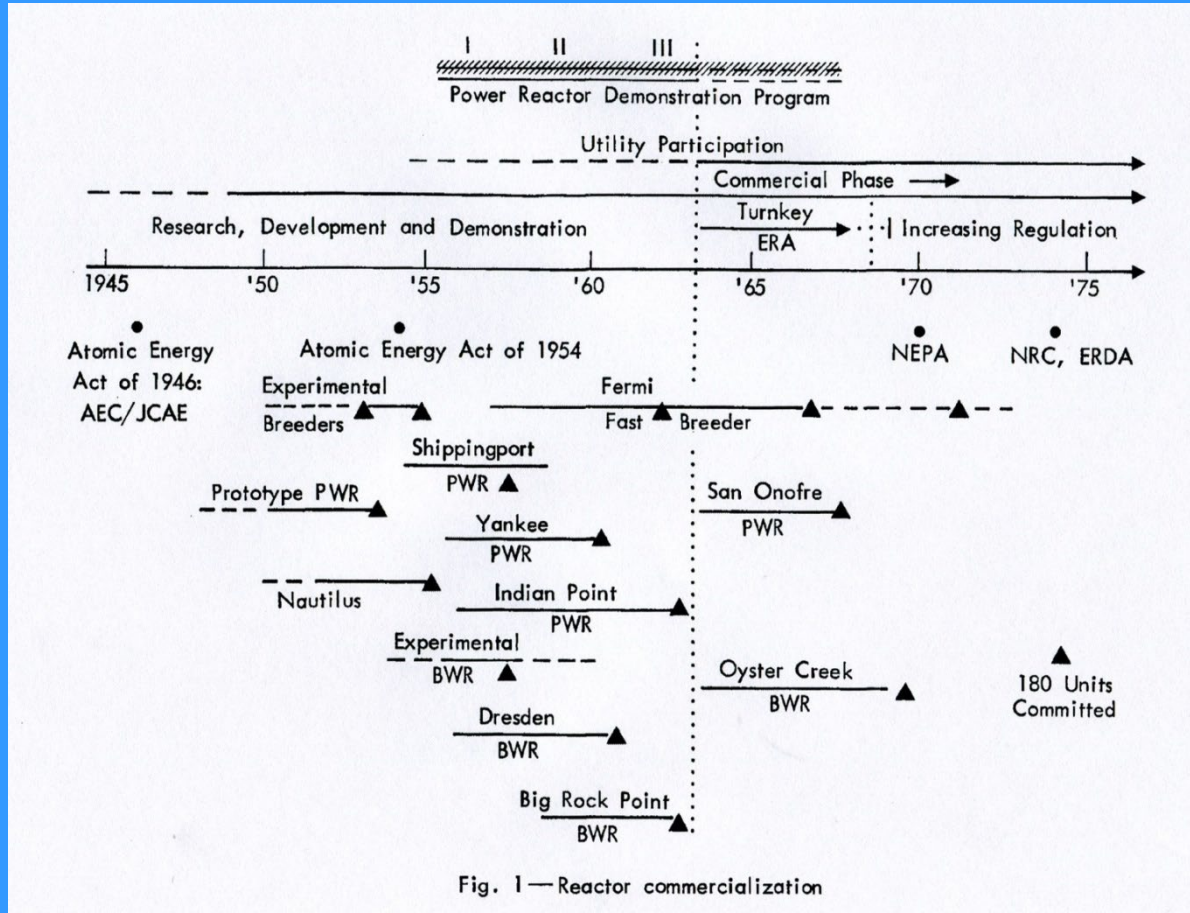 I II III
Power Reactor Demonstration Program
Utility Participation
Commercial Phase
Research, Development and Demonstration
Turnkey
ERA
Increasing Regulation
1945 '50 '55 '60 '65 '70 '75
Atomic Energy
Act of 1946:
AEC/JCAE
Atomic Energy Act of 1954
NEPA
NRC, ERDA
Experimental
Breeders
Fermi
Fast Breeder
Shippingport
PWR
Prototype PWR
San Onofre
PWR
Yankee
PWR
Nautilus
Indian Point
PWR
Experimental
BWR
Oyster Creek
BWR
180 Units
Committed
Dresden
BWR
Big Rock Point
BWR
Fig. 1—Reactor commercialization